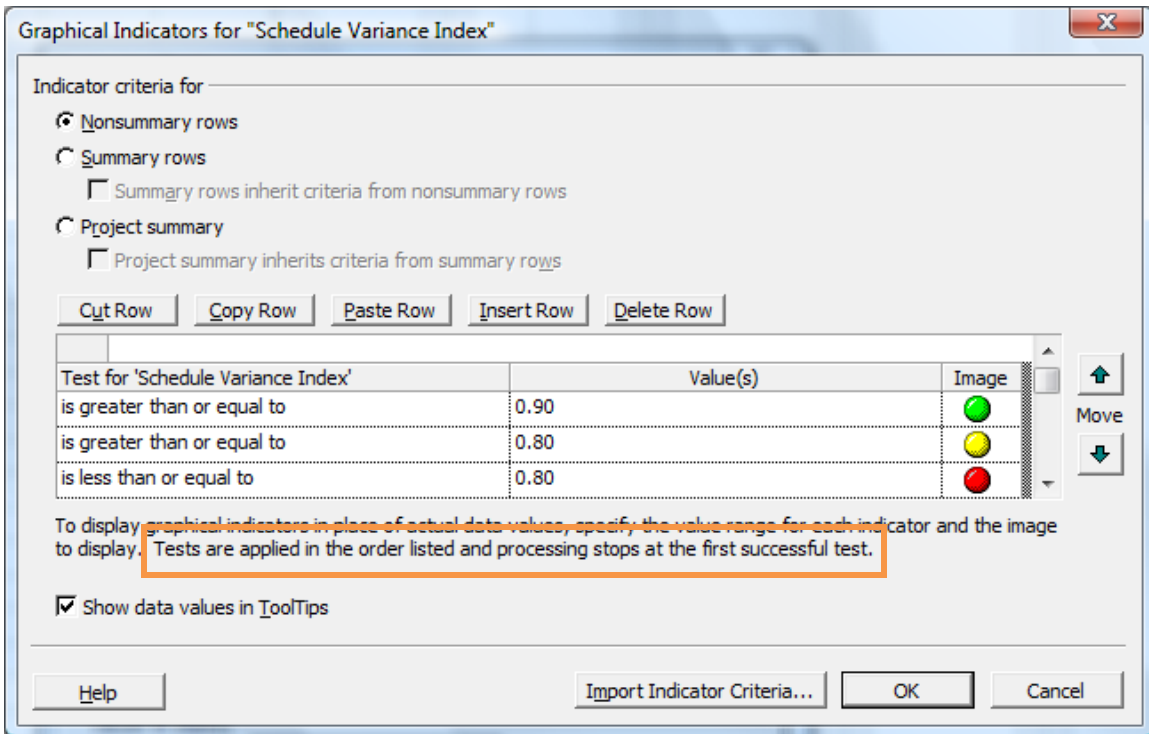 Graphical Indicators for "Schedule Variance Index"
Indicator criteria for
Nonsummary rows
Summary rows
Summary rows inherit criteria from nonsummary rows
Project summary
Project summary inherits criteria from summary rows
Cut Row Copy Row Paste Row Insert Row Delete Row
Test for 'Schedule Variance Index' Value(s) Image
is greater than or equal to 0.90
Move
is greater than or equal to 0.80
is less than or equal to 0.80
To display graphical indicators in place of actual data values, specify the value range for each indicator and the image
to display. Tests are applied in the order listed and processing stops at the first successful test.
Show data values in ToolTips
Help Import Indicator Criteria... OK Cancel